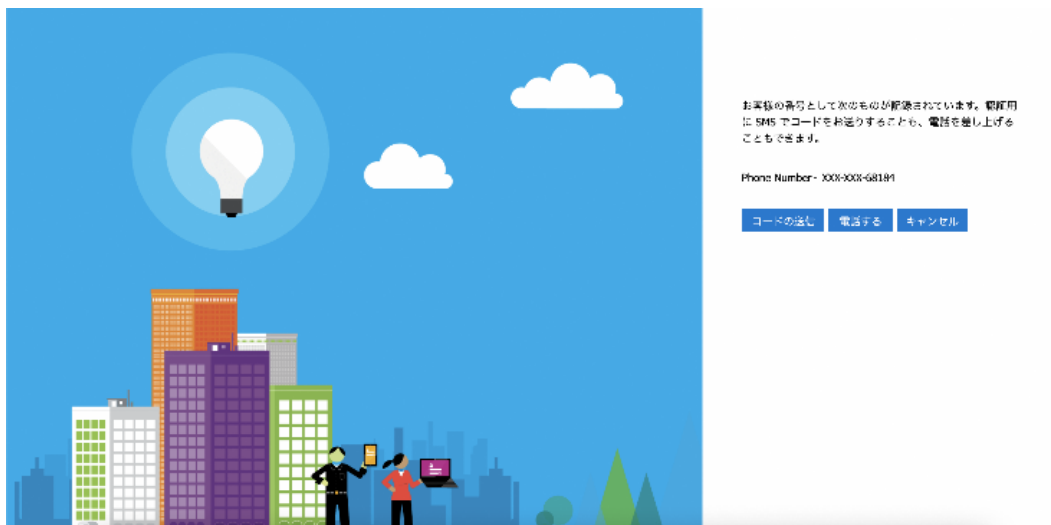 お客様の番号として次のものが記録されています。認証用
に SMS でコードをお送りすることも、電話を差し上げる
こともできます。
Phone Number - XXX-XXX-68184
コードの送信 電話する キャンセル